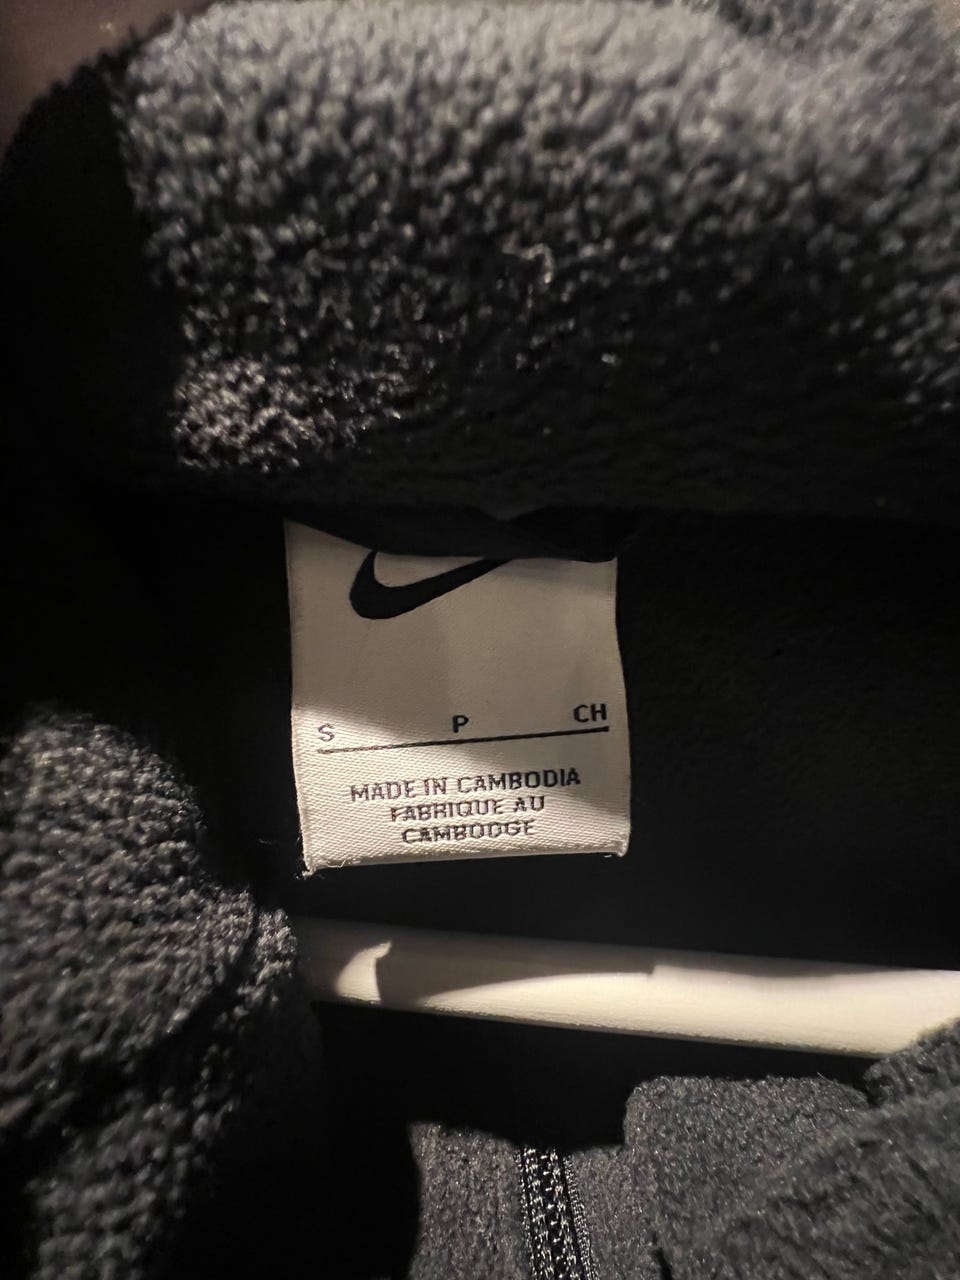 S P CH
MADE IN CAMBODIA
FABRIQUE AU
CAMBODGE